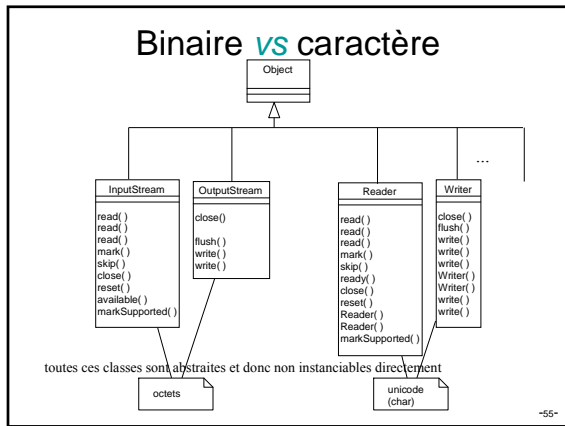 Binaire vs caractère
Object
...
InputStream
read( )
read( )
read( )
mark( )
skip( )
close( )
reset( )
available( )
markSupported( )
OutputStream
close()
flush( )
write( )
write( )
Reader
read( )
read( )
read( )
mark( )
skip( )
ready( )
close( )
reset( )
Reader( )
Reader( )
markSupported( )
Writer
close( )
flush( )
write( )
write( )
write( )
Writer( )
Writer( )
write( )
write( )
toutes ces classes sont abstraites et donc non instanciables directement
octets
unicode
(char)
-55-